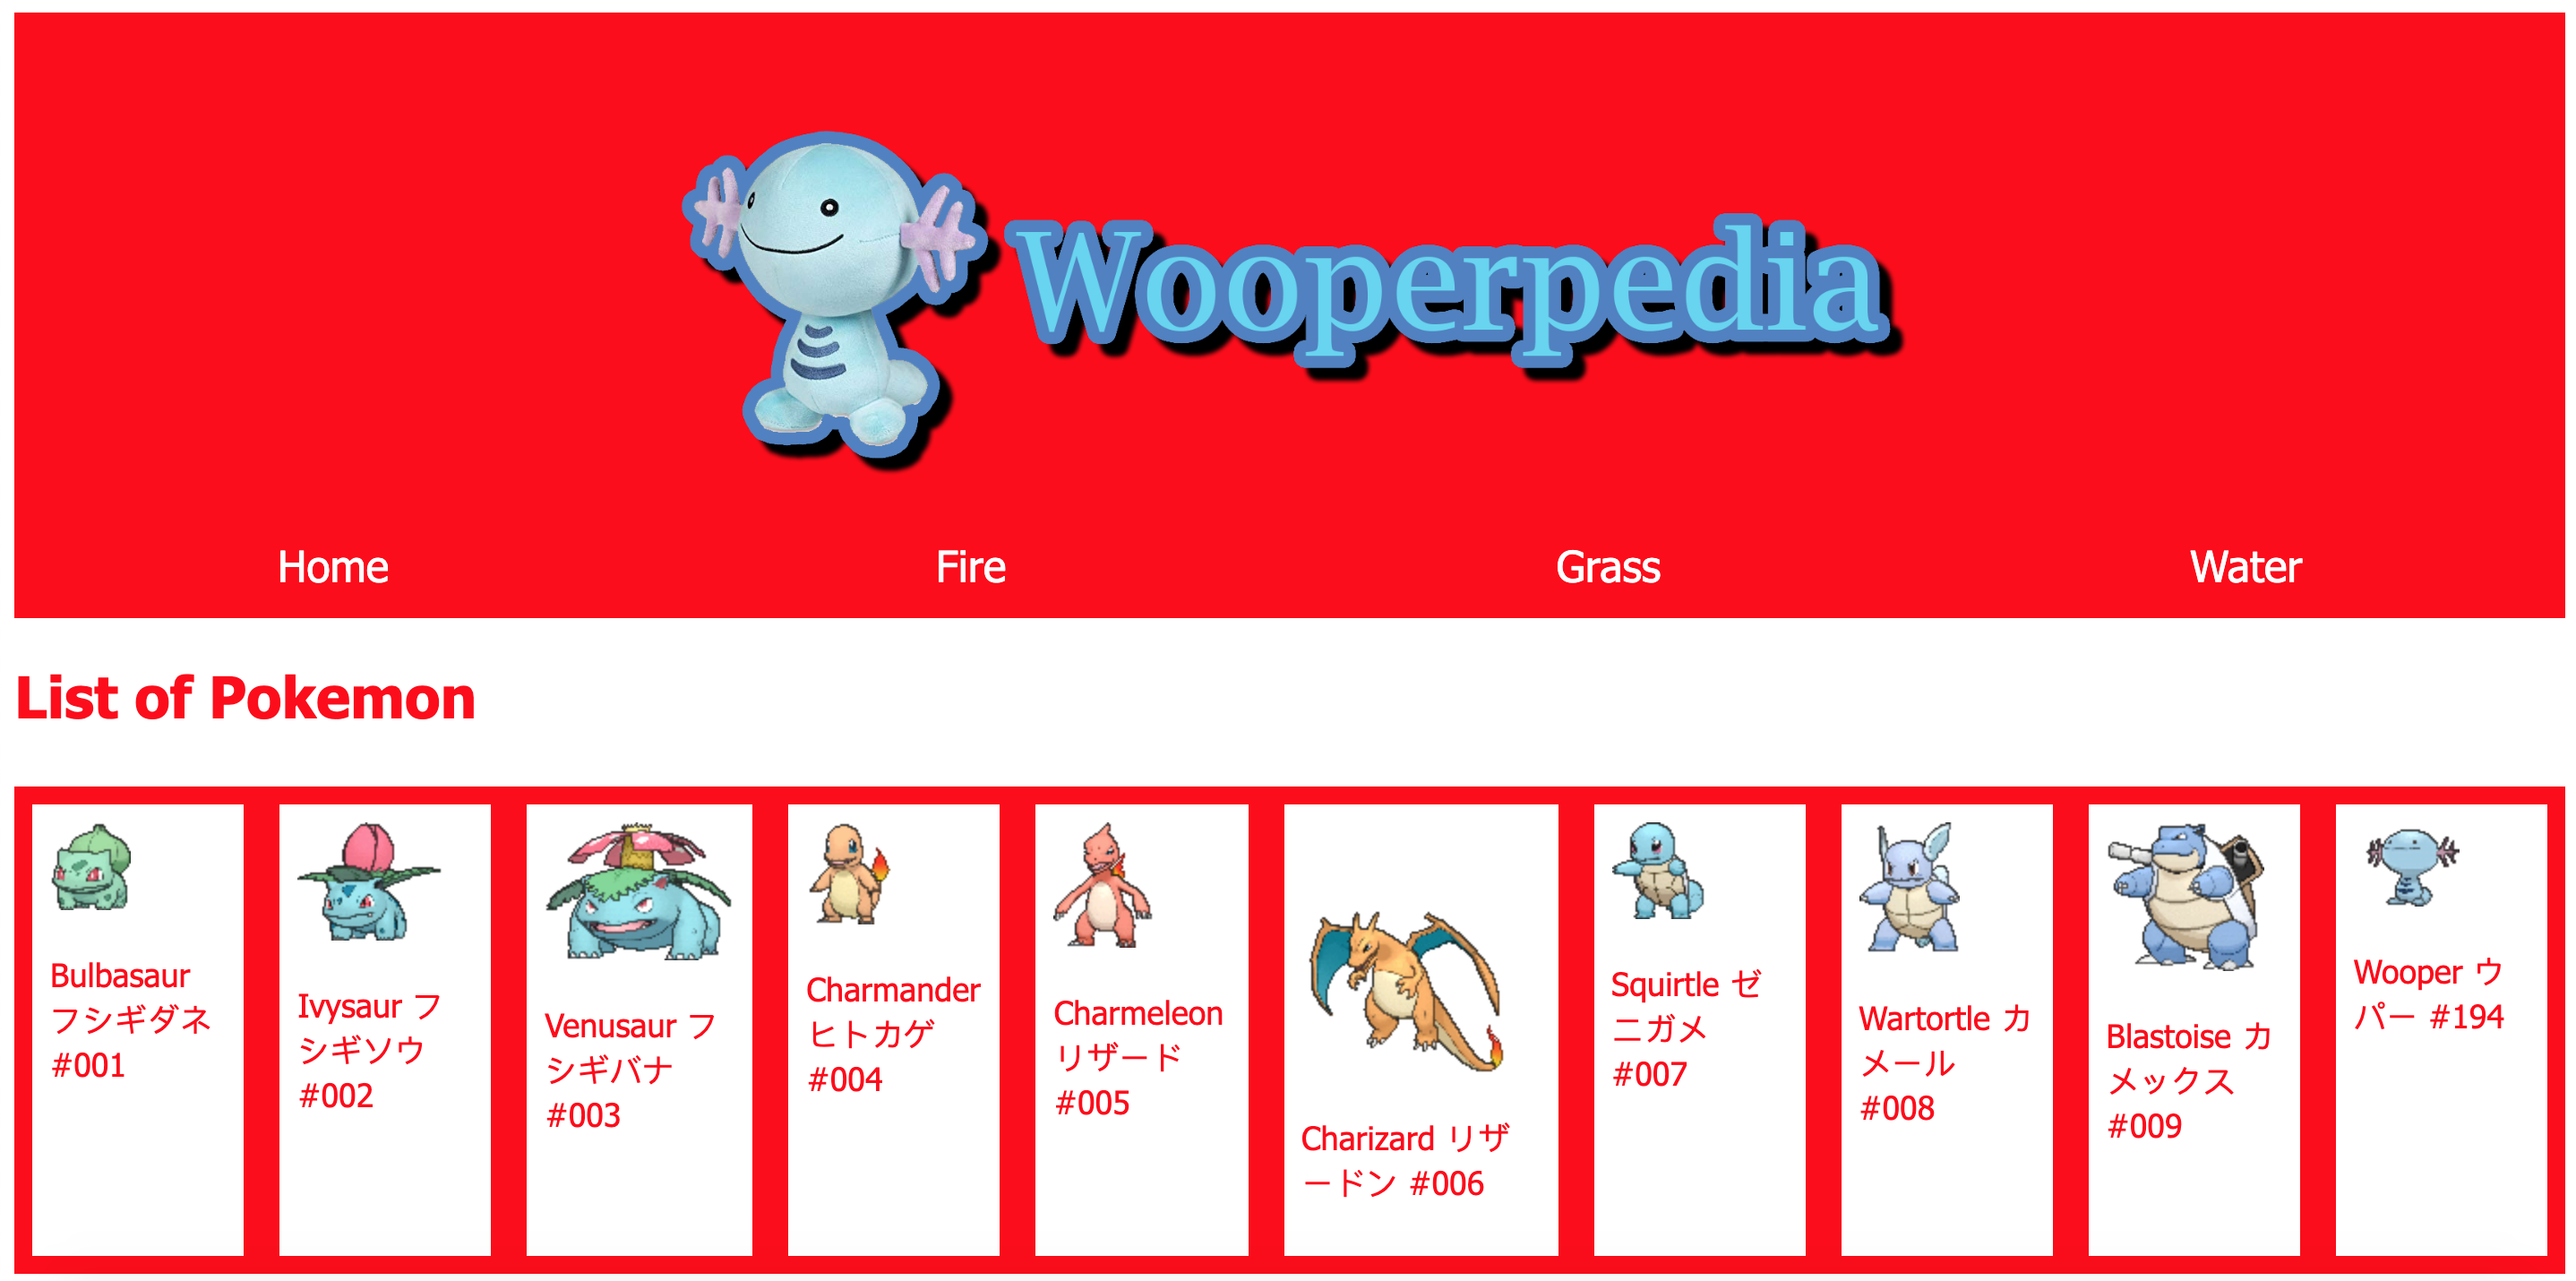 Wooperpedia
Home Fire Grass Water
List of Pokemon
Bulbasaur
フシギダネ
#001
Ivysaur フ
シギソウ
#002
Venusaur フ
シギバナ
#003
Charmander
ヒトカゲ
#004
Charmeleon
リザード
#005
Charizard リザ
ードン #006
Squirtle ゼ
ニガメ
#007
Wartortle カ
メール
#008
Blastoise カ
メックス
#009
Wooper ウ
パー #194